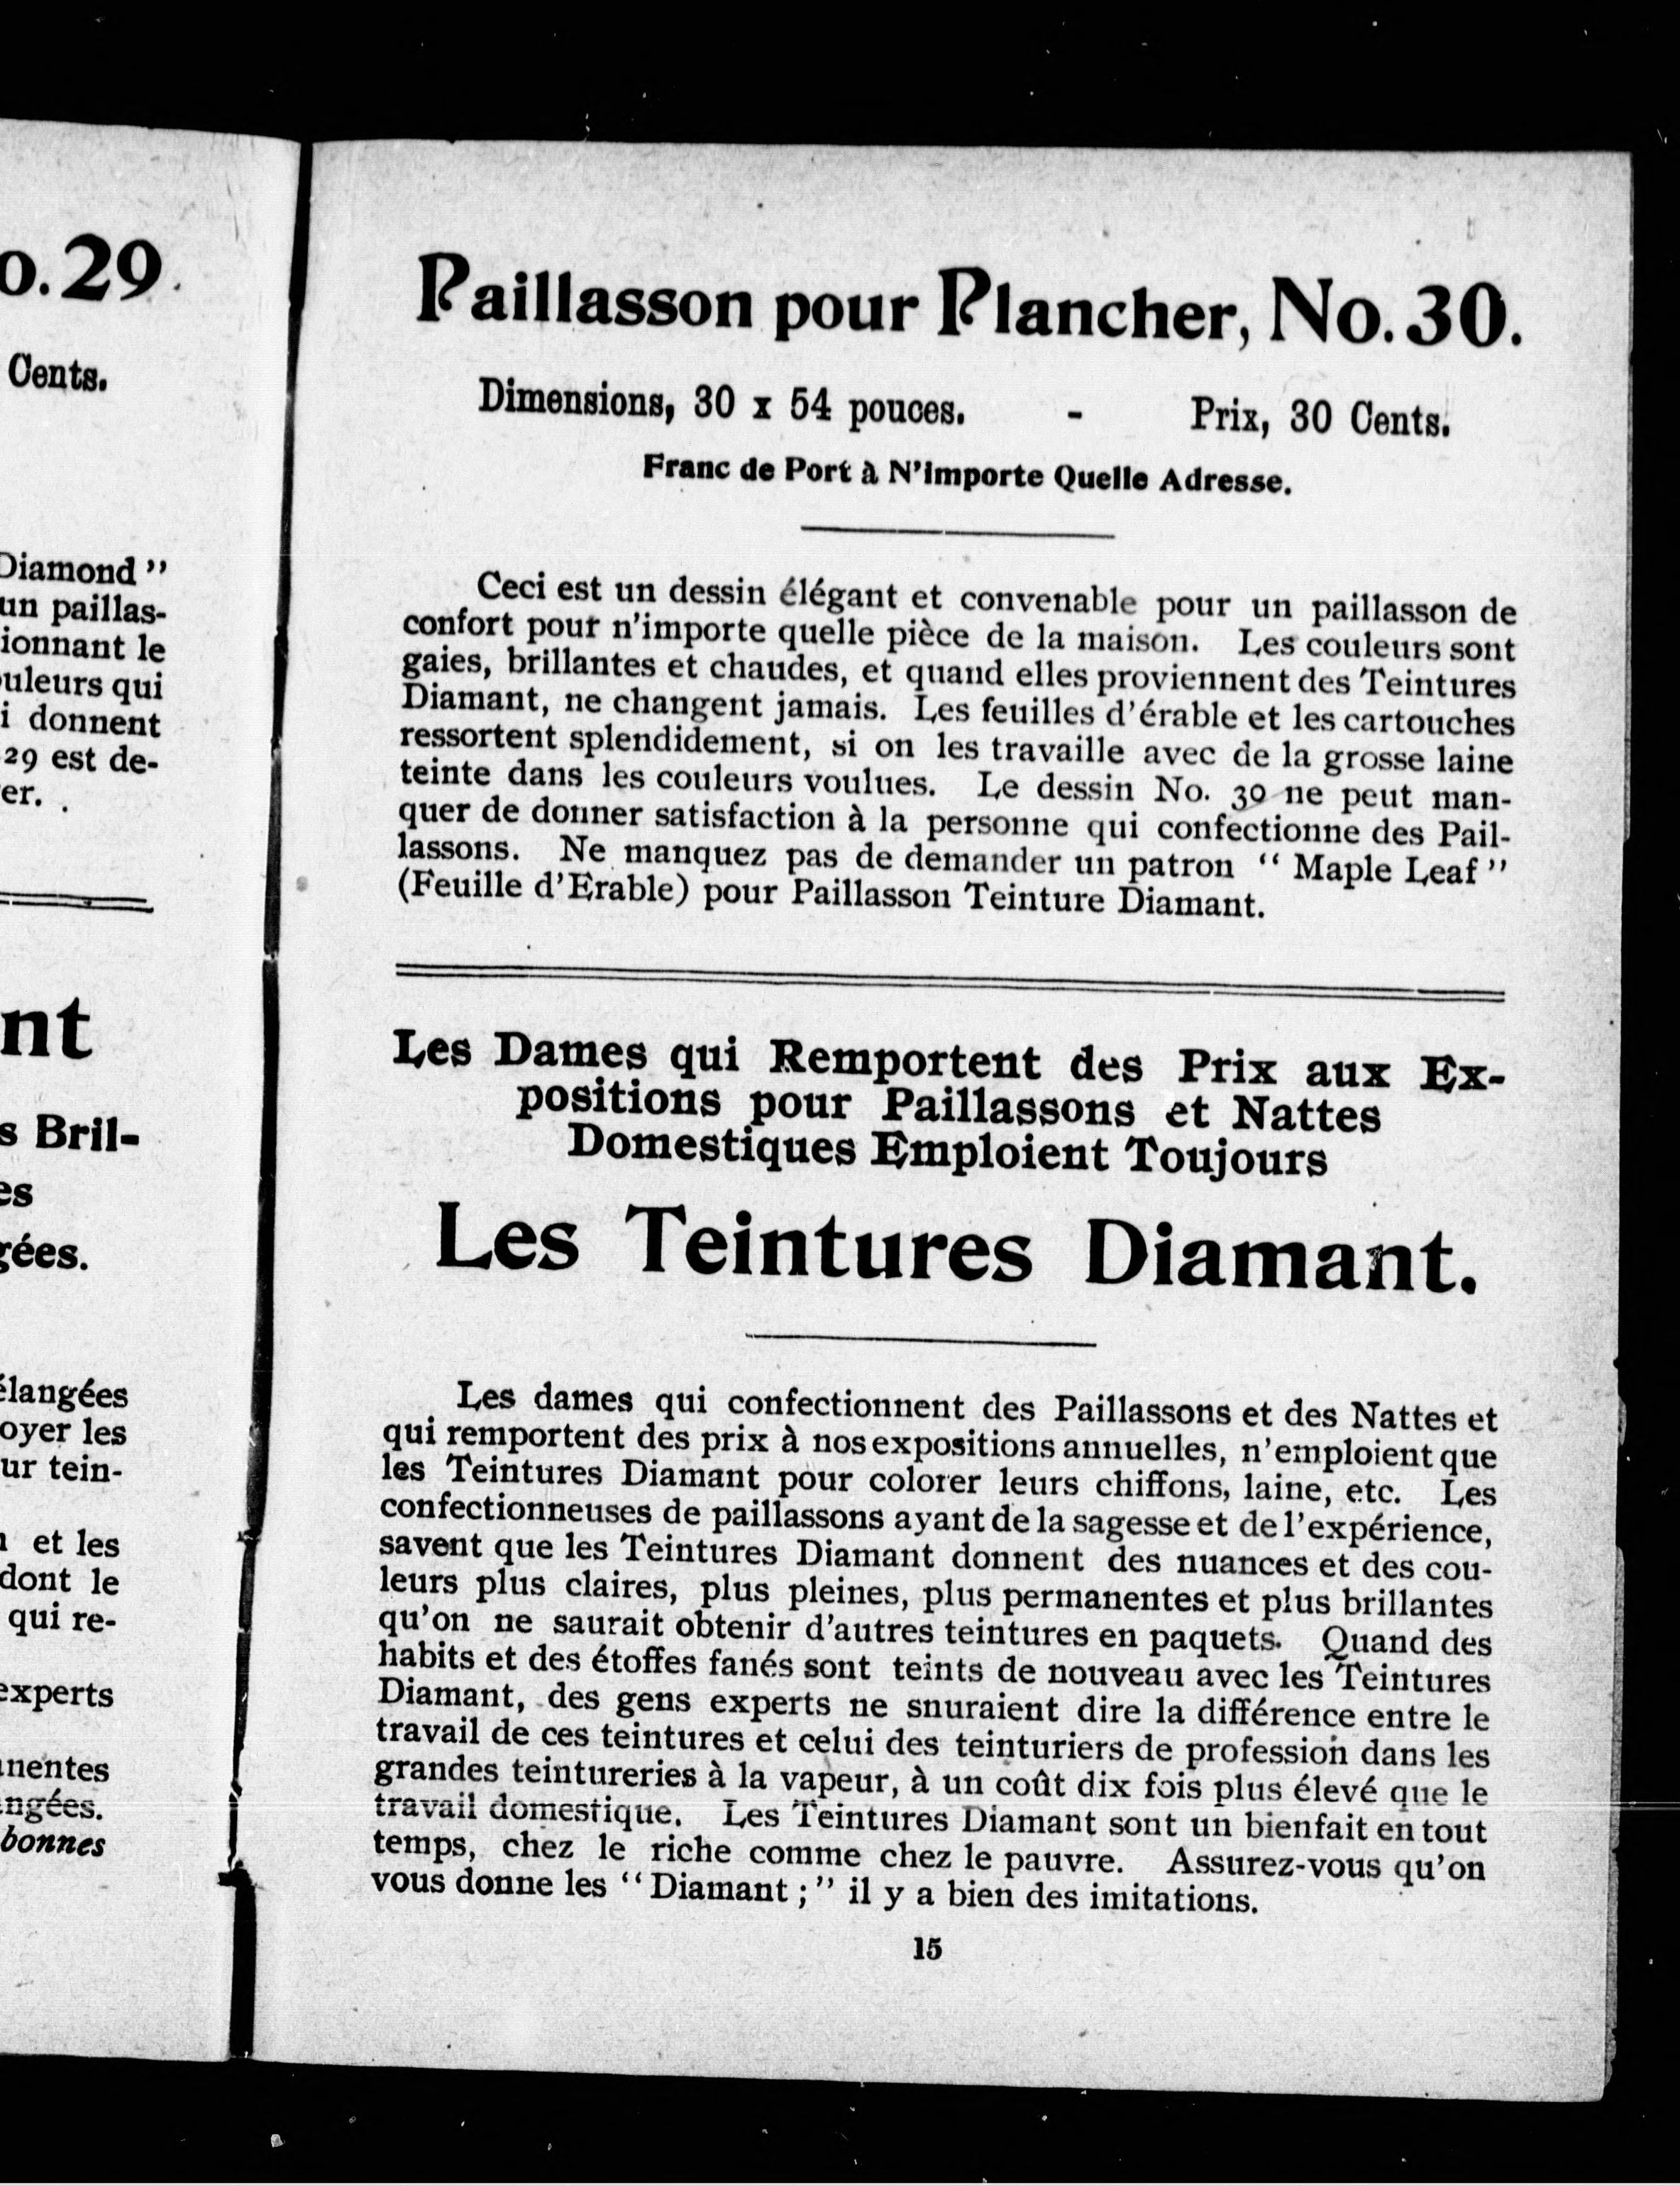 o. 29.
Cents.
Diamond"
un paillas-
ionnant le
uleurs qui
i donnent
29 est de-
er.
nt
s Bril-
es
gées.
élangées
oyer les
ur tein-
et les
dont le
qui re-
experts
nentes
ngées.
bonnes
Paillasson pour Plancher, No. 30.
Dimensions, 30 x 54 pouces. - Prix, 30 Cents.
Franc de Port à N'Importe Quelle Adresse.
Ceci est un dessin élégant et convenable pour un paillasson de
confort pour n'importe quelle pièce de la maison. Les couleurs sont
gaies, brillantes et chaudes, et quand elles proviennent des Teintures
Diamant, ne changent jamais. Les feuilles d'érable et les cartouches
ressortent splendidement, si on les travaille avec de la grosse laine
teinte dans les couleurs voulues. Le dessin No. 30 ne peut man-
quer de donner satisfaction à la personne qui confectionne des Pail-
lassons. Ne manquez pas de demander un patron "Maple Leaf"
(Feuille d'Erable) pour Paillasson Teinture Diamant.
Les Dames qui Remportent des Prix aux Ex-
positions pour Paillassons et Nattes
Domestiques Emploient Toujours
Les Teintures Diamant.
Les dames qui confectionnent des Paillassons et des Nattes et
qui remportent des prix à nos expositions annuelles, n'emploient que
les Teintures Diamant pour colorer leurs chiffons, laine, etc. Les
confectionneuses de paillassons ayant de la sagesse et de l'expérience,
savent que les Teintures Diamant donnent des nuances et des cou-
leurs plus claires, plus pleines, plus permanentes et plus brillantes
qu'on ne saurait obtenir d'autres teintures en paquets. Quand des
habits et des étoffes fanés sont teints de nouveau avec les Teintures
Diamant, des gens experts ne snuraient dire la différence entre le
travail de ces teintures et celui des teinturiers de profession dans les
grandes teintureries à la vapeur, à un coût dix fois plus élevé que le
travail domestique. Les Teintures Diamant sont un bienfait en tout
temps, chez le riche comme chez le pauvre. Assurez-vous qu'on
vous donne les "Diamant;" il y a bien des imitations.
15